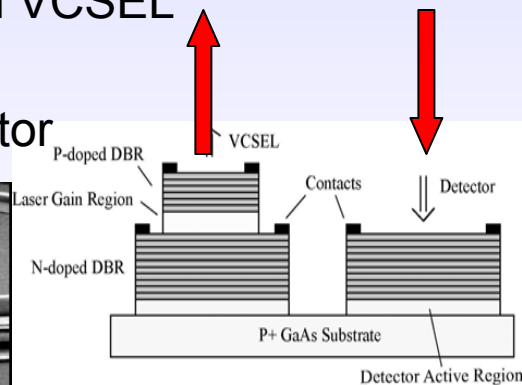 VCSEL
tor
VCSEL
P-doped DBR
Contacts
Detector
Laser Gain Region
N-doped DBR
P+ GaAs Substrate
Detector Active Region